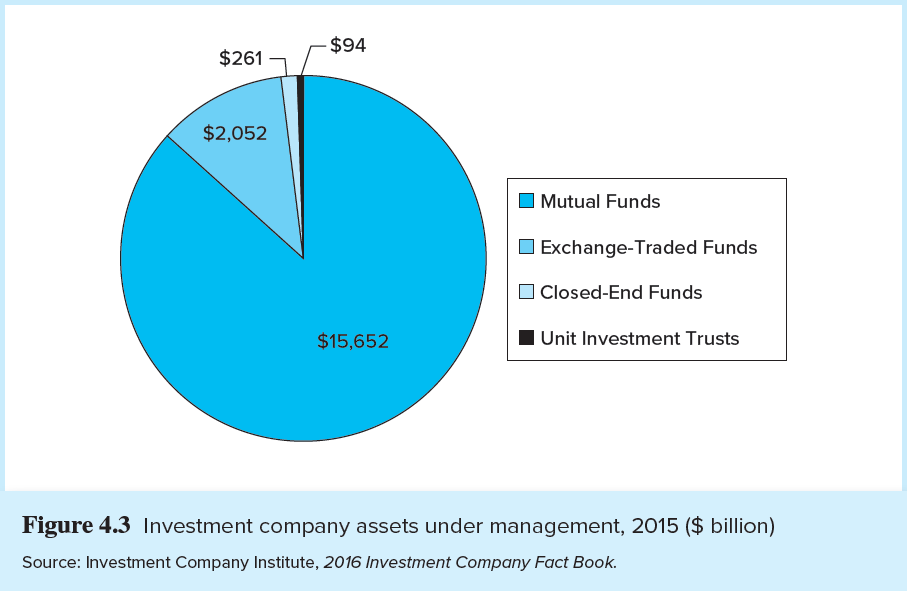 $261
$94
$2,052
$15,652
Mutual Funds
Exchange-Traded Funds
Closed-End Funds
Unit Investment Trusts
Figure 4.3 Investment company assets under management, 2015 ($ billion)
Source: Investment Company Institute, 2016 Investment Company Fact Book.